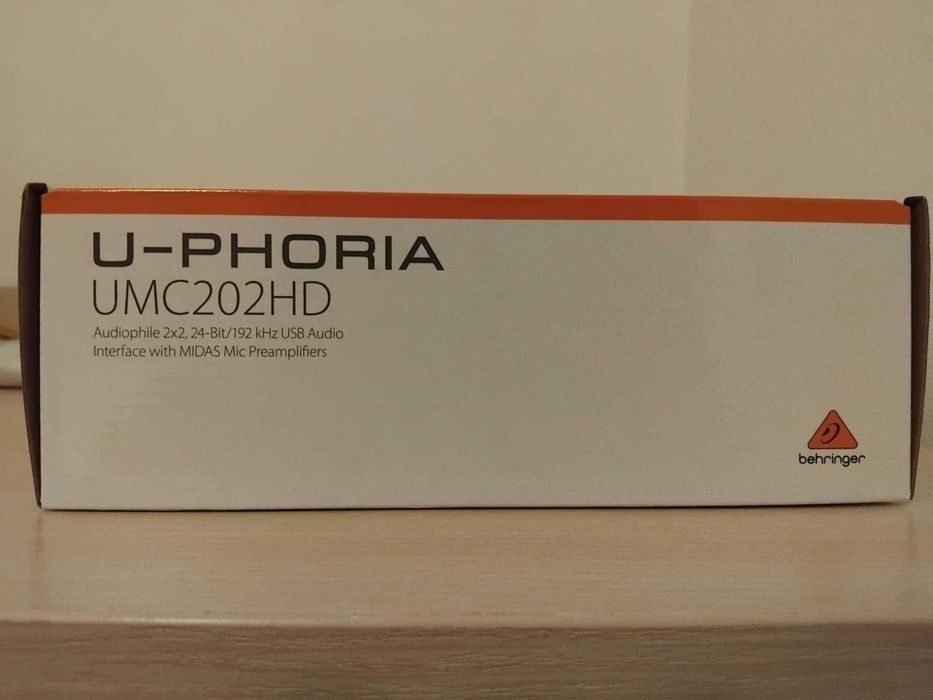 U-PHORIA
UMC202HD
Audiophile 2x2, 24-Bit/192 kHz USB Audio
Interface with MIDAS Mic Preamplifiers
behringer